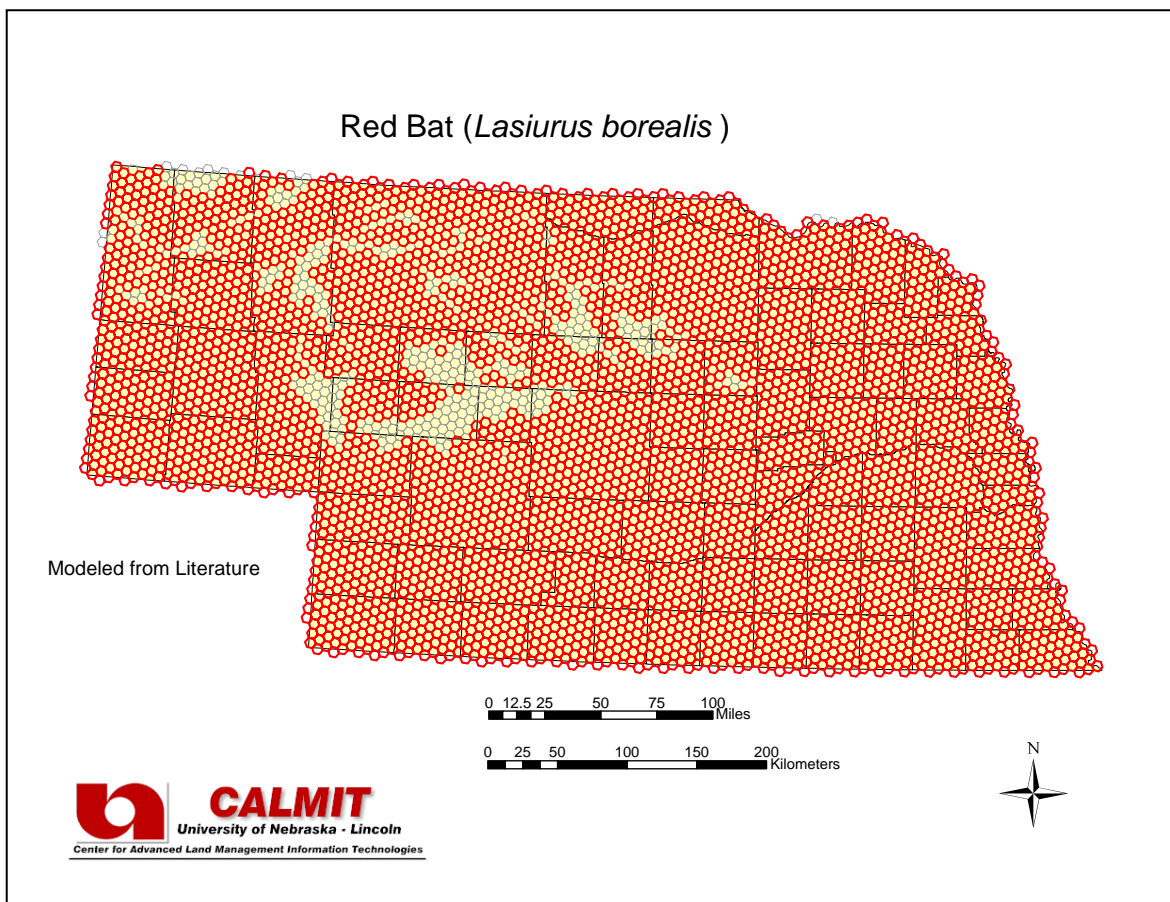 Red Bat (Lasiurus borealis )
Modeled from Literature
0 12.5 25 50 75 100
Miles
0 25 50 100 150 200
Kilometers
N
CALMIT
University of Nebraska - Lincoln
Center for Advanced Land Management Information Technologies